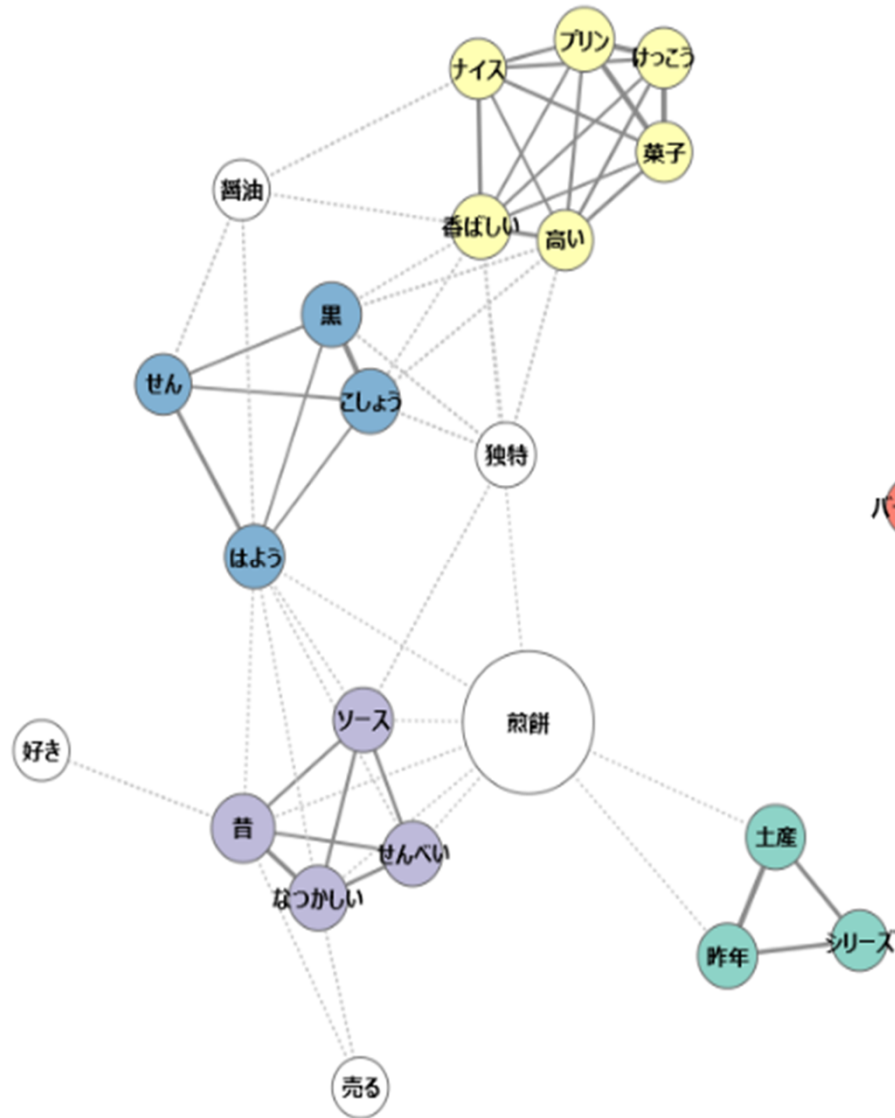 プリン
けっこう
ナイス
菓子
醤油
香ばしい
高い
黒
せん
こしょう
独特
はよう
ソース
煎餅
好き
昔
せんべい
土産
なつかしい
シリーズ
昨年
売る